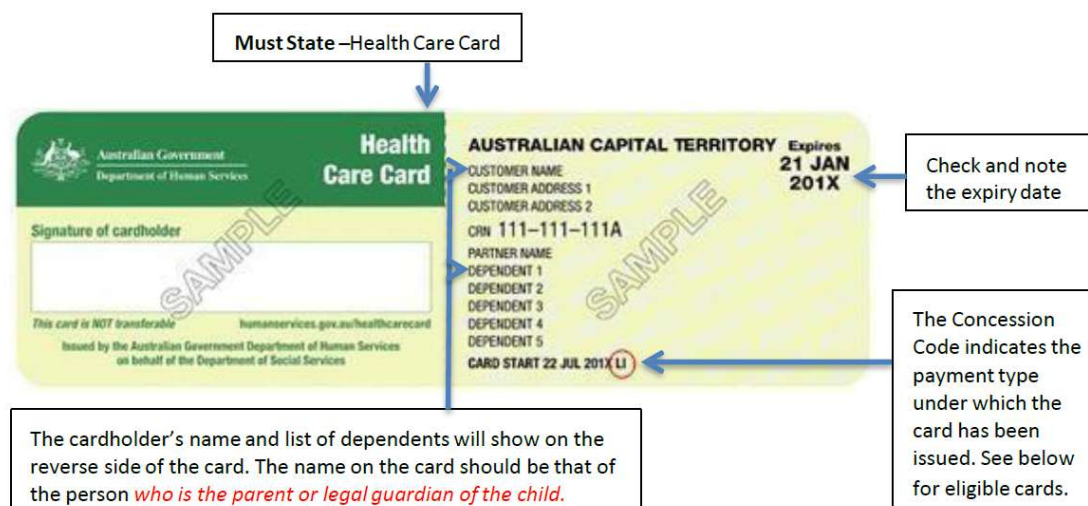 Must State –Health Care Card
Australian Government
Department of Human Services
Health
Care Card
Signature of cardholder
SAMPLE
This card is NOT transferable
humanservices.gov.au/healthcarecard
Issued by the Australian Government Department of Human Services
on behalf of the Department of Social Services
AUSTRALIAN CAPITAL TERRITORY
Expires
21 JAN
201X
CUSTOMER NAME
CUSTOMER ADDRESS 1
CUSTOMER ADDRESS 2
CRN 111-111-111A
PARTNER NAME
DEPENDENT 1
DEPENDENT 2
DEPENDENT 3
DEPENDENT 4
DEPENDENT 5
CARD START 22 JUL 201X LI
SAMPLE
Check and note
the expiry date
The Concession
Code indicates the
payment type
under which the
card has been
issued. See below
for eligible cards.
The cardholder’s name and list of dependents will show on the
reverse side of the card. The name on the card should be that of
the person who is the parent or legal guardian of the child.